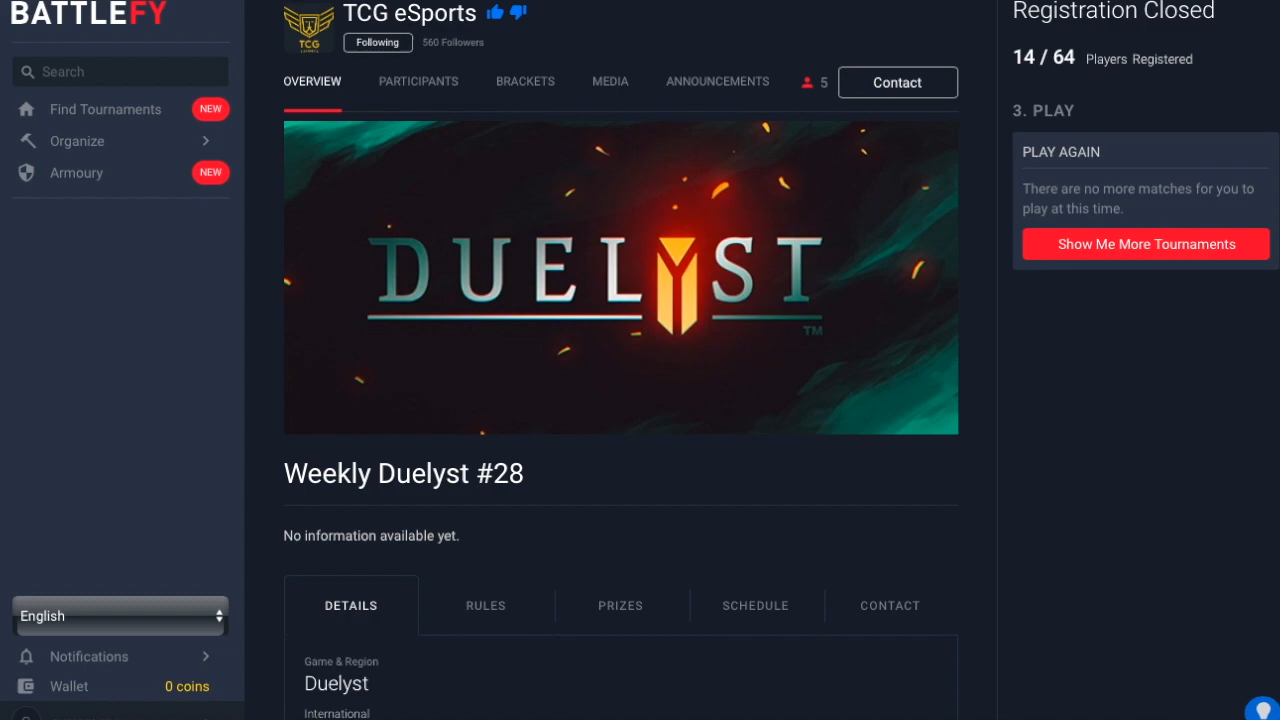 BATTLEFY
Search
Find Tournaments NEW
Organize
Armoury NEW
English
Notifications
Wallet 0 coins
TCG
TCG eSports
Following 560 Followers
OVERVIEW PARTICIPANTS BRACKETS MEDIA ANNOUNCEMENTS 5 Contact
DUELYST
TM
Weekly Duelyst #28
No information available yet.
DETAILS RULES PRIZES SCHEDULE CONTACT
Game & Region
Duelyst
International
Registration Closed
14 / 64 Players Registered
3. PLAY
PLAY AGAIN
There are no more matches for you to
play at this time.
Show Me More Tournaments